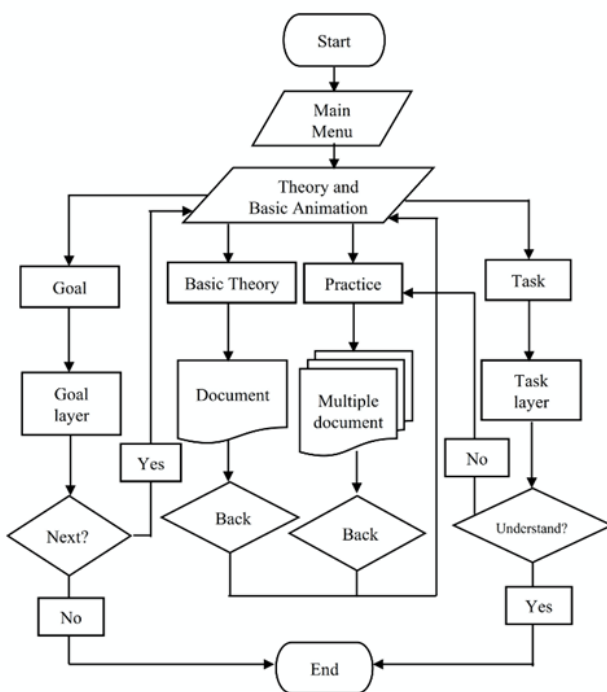 Start
Main
Menu
Theory and
Basic Animation
Goal
Basic Theory
Practice
Task
Goal
layer
Document
Multiple
document
Task
layer
Yes
No
Next?
Back
Back
Understand?
No
Yes
End